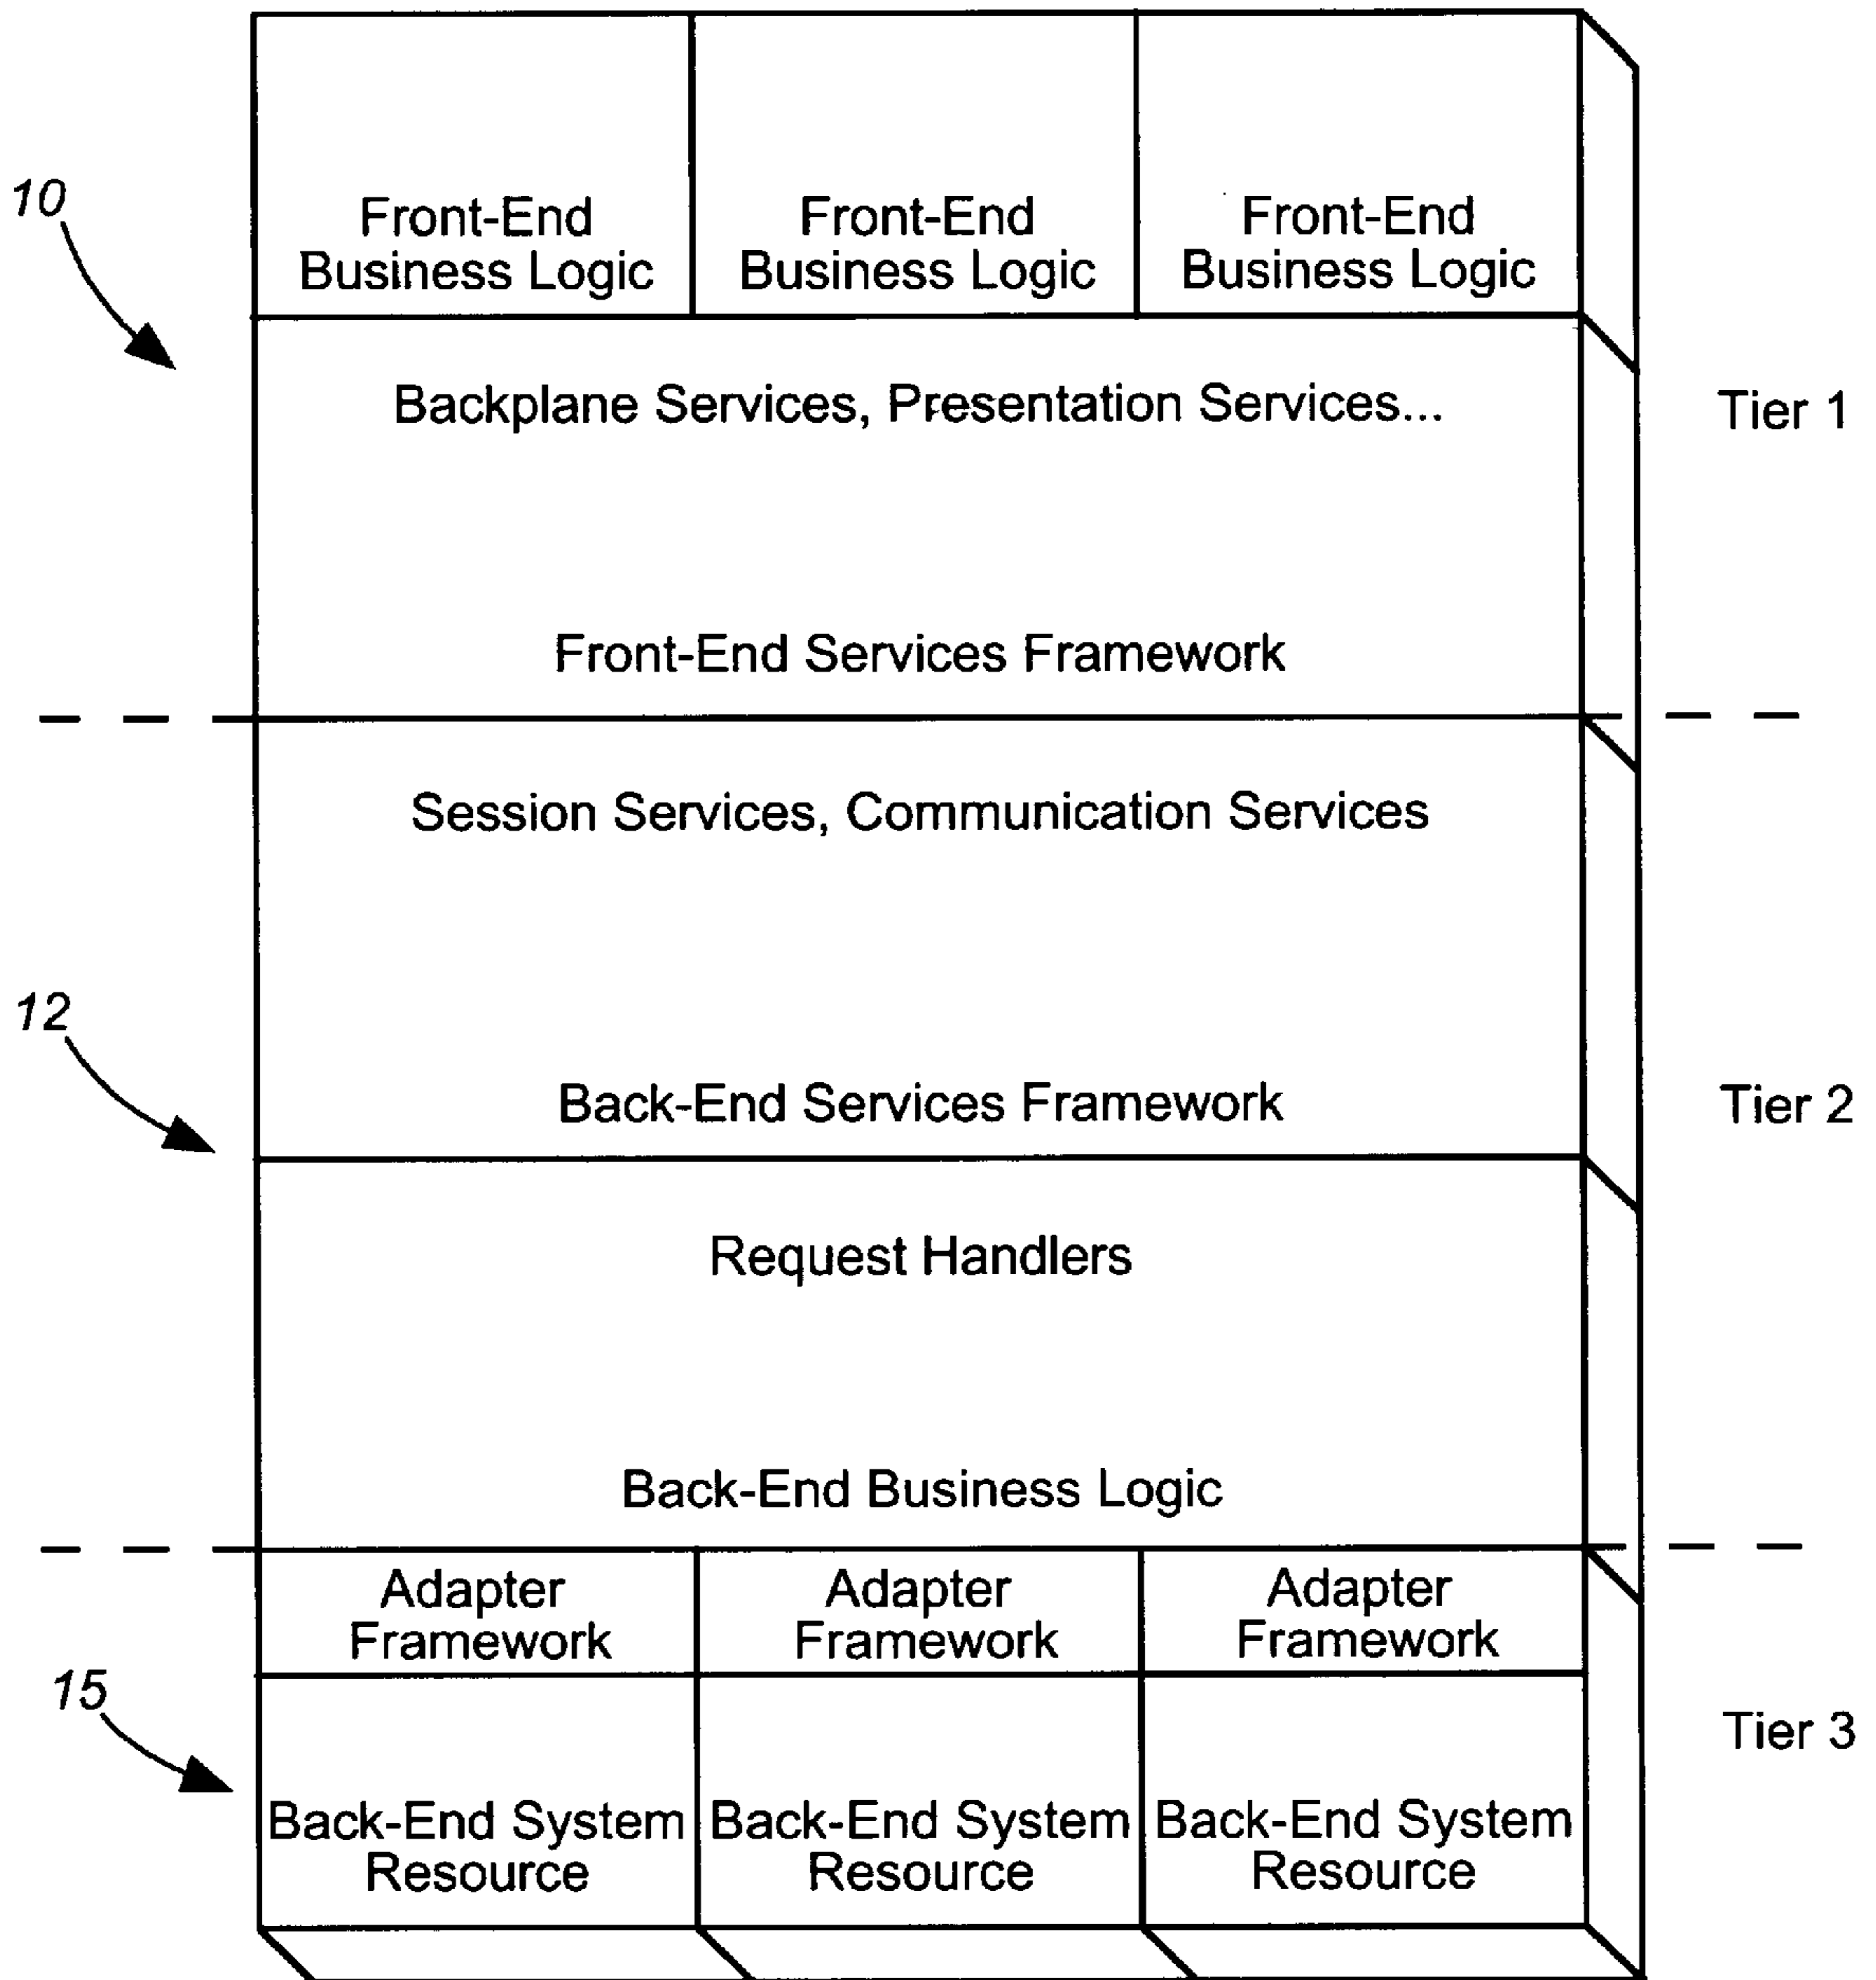 10
Front-End
Business Logic
Front-End
Business Logic
Front-End
Business Logic
Backplane Services, Presentation Services...
Tier 1
Front-End Services Framework
Session Services, Communication Services
12
Back-End Services Framework
Tier 2
Request Handlers
Back-End Business Logic
Adapter
Framework
Adapter
Framework
Adapter
Framework
15
Tier 3
Back-End System
Resource
Back-End System
Resource
Back-End System
Resource